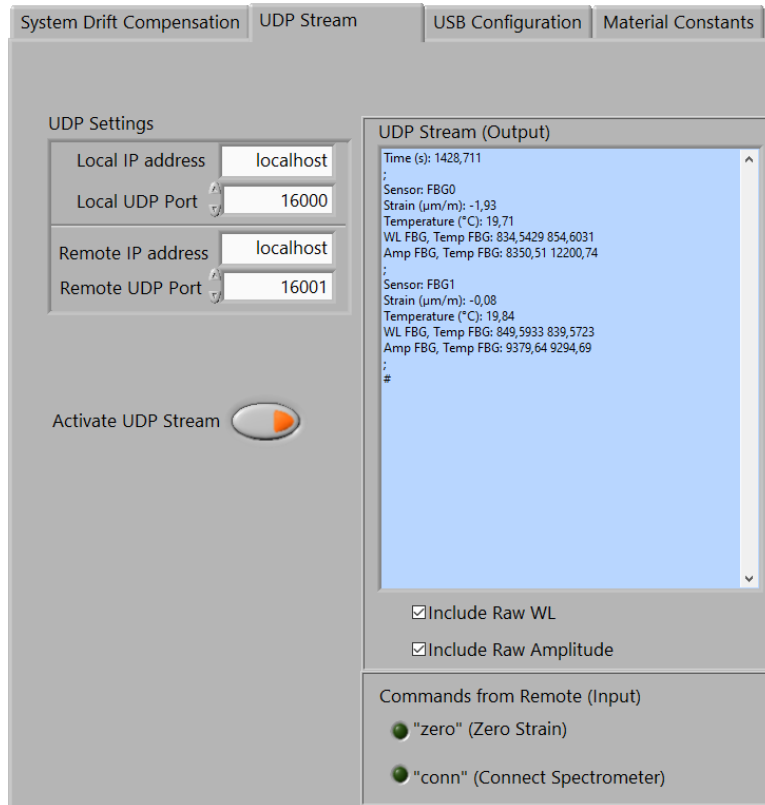 System Drift Compensation
UDP Stream
USB Configuration
Material Constants
UDP Settings
Local IP address localhost
Local UDP Port 16000
Remote IP address localhost
Remote UDP Port 16001
Activate UDP Stream
UDP Stream (Output)
Time (s): 1428,711
;
Sensor: FBG0
Strain (µm/m): -1,93
Temperature (°C): 19,71
WL FBG, Temp FBG: 834,5429 854,6031
Amp FBG, Temp FBG: 8350,51 12200,74
;
Sensor: FBG1
Strain (µm/m): -0,08
Temperature (°C): 19,84
WL FBG, Temp FBG: 849,5933 839,5723
Amp FBG, Temp FBG: 9379,64 9294,69
;
#
Include Raw WL
Include Raw Amplitude
Commands from Remote (Input)
"zero" (Zero Strain)
"conn" (Connect Spectrometer)